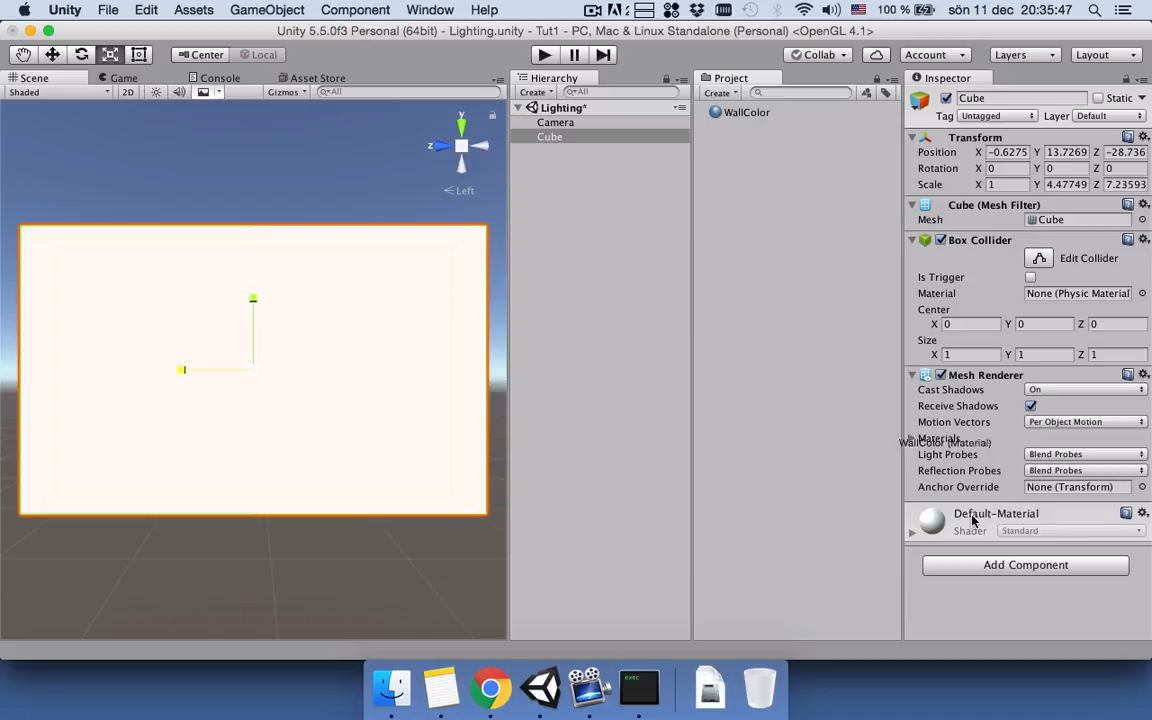 Unity File Edit Assets GameObject Component Window Help 100 % sön 11 dec 20:35:47
Unity 5.5.0f3 Personal (64bit) - Lighting.unity - Tut1 - PC, Mac & Linux Standalone (Personal) <OpenGL 4.1>
Center Local Collab Account Layers Layout
Scene Game Console Asset Store Hierarchy Project Inspector
Shaded 2D Gizmos All Create All Create
Cube Static
Tag Untagged Layer Default
Lighting*
Camera
Cube
WallColor
y
z
Left
Transform
Position X -0.6275 Y 13.7269 Z -28.736
Rotation X 0 Y 0 Z 0
Scale X 1 Y 4.47749 Z 7.23593
Cube (Mesh Filter)
Mesh Cube
Box Collider
Edit Collider
Is Trigger
Material None (Physic Material
Center
X 0 Y 0 Z 0
Size
X 1 Y 1 Z 1
Mesh Renderer
Cast Shadows On
Receive Shadows
Motion Vectors Per Object Motion
Materials
WallColor (Material)
Light Probes Blend Probes
Reflection Probes Blend Probes
Anchor Override None (Transform)
Default-Material
Shader Standard
Add Component
exec